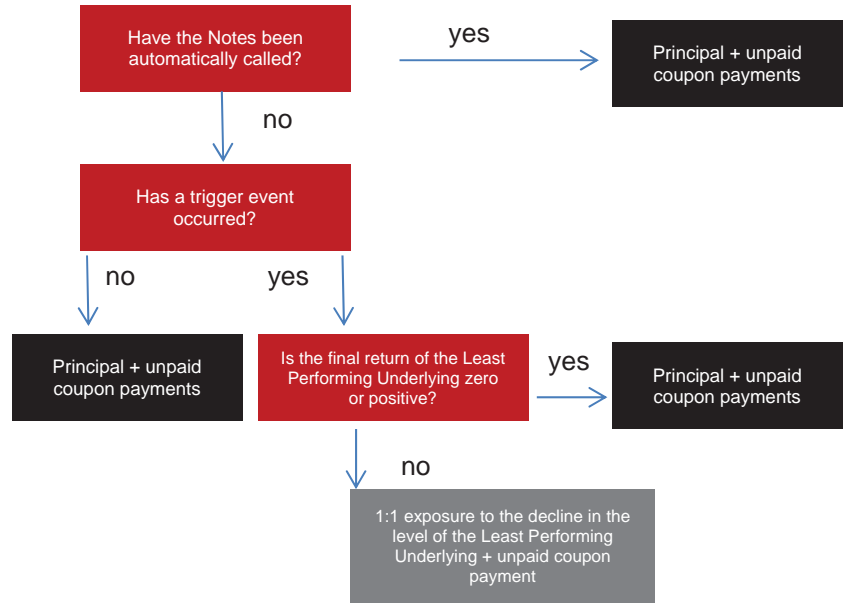 Have the Notes been
automatically called?
yes
Principal + unpaid
coupon payments
no
Has a trigger event
occurred?
no
yes
Principal + unpaid
coupon payments
Is the final return of the Least
Performing Underlying zero
or positive?
yes
Principal + unpaid
coupon payments
no
1:1 exposure to the decline in the
level of the Least Performing
Underlying + unpaid coupon
payment